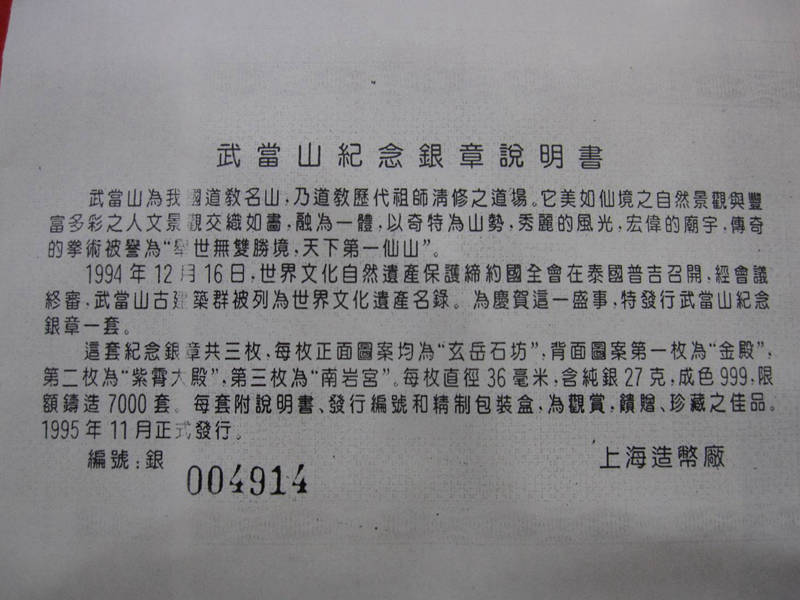 武當山紀念銀章說明書
武當山為我國道教名山，乃道教歷代祖師清修之道場。它美如仙境之自然景觀與豐
富多彩之人文景觀交織如畫，融為一體，以奇特為山勢，秀麗的風光，宏偉的廟宇，傳奇
的拳術被譽為“舉世無雙勝境，天下第一仙山”。
1994年12月16日，世界文化自然遺產保護締約國全會在泰國普吉召開，經會議
終審，武當山古建築群被列為世界文化遺產名錄。為慶賀這一盛事，特發行武當山紀念
銀章一套。
這套紀念銀章共三枚，每枚正面圖案均為“玄岳石坊”，背面圖案第一枚為“金殿”，
第二枚為“紫霄大殿”，第三枚為“南岩宮”。每枚直徑36毫米，含純銀27克，成色999，限
額鑄造7000套。每套附說明書、發行編號和精制包裝盒，為觀賞，饋贈、珍藏之佳品。
1995年11月正式發行。
編號：銀 004914 上海造幣廠